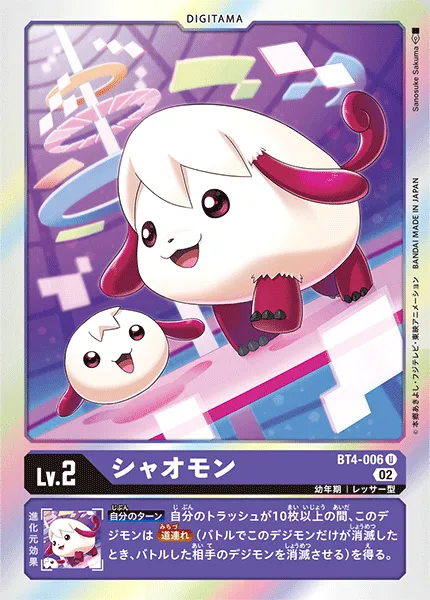 DIGITAMA
Sanosuke Sakuma
© 本郷あきよし・フジテレビ・東映アニメーション BANDAI MADE IN JAPAN
BT4-006 U
Lv.2 シャオモン 02
幼年期 | レッサー型
進化元効果
自分のターン 自分のトラッシュが10枚以上の間、このデ
ジモンは 道連れ (バトルでこのデジモンだけが消滅した
とき、バトルした相手のデジモンを消滅させる)を得る。